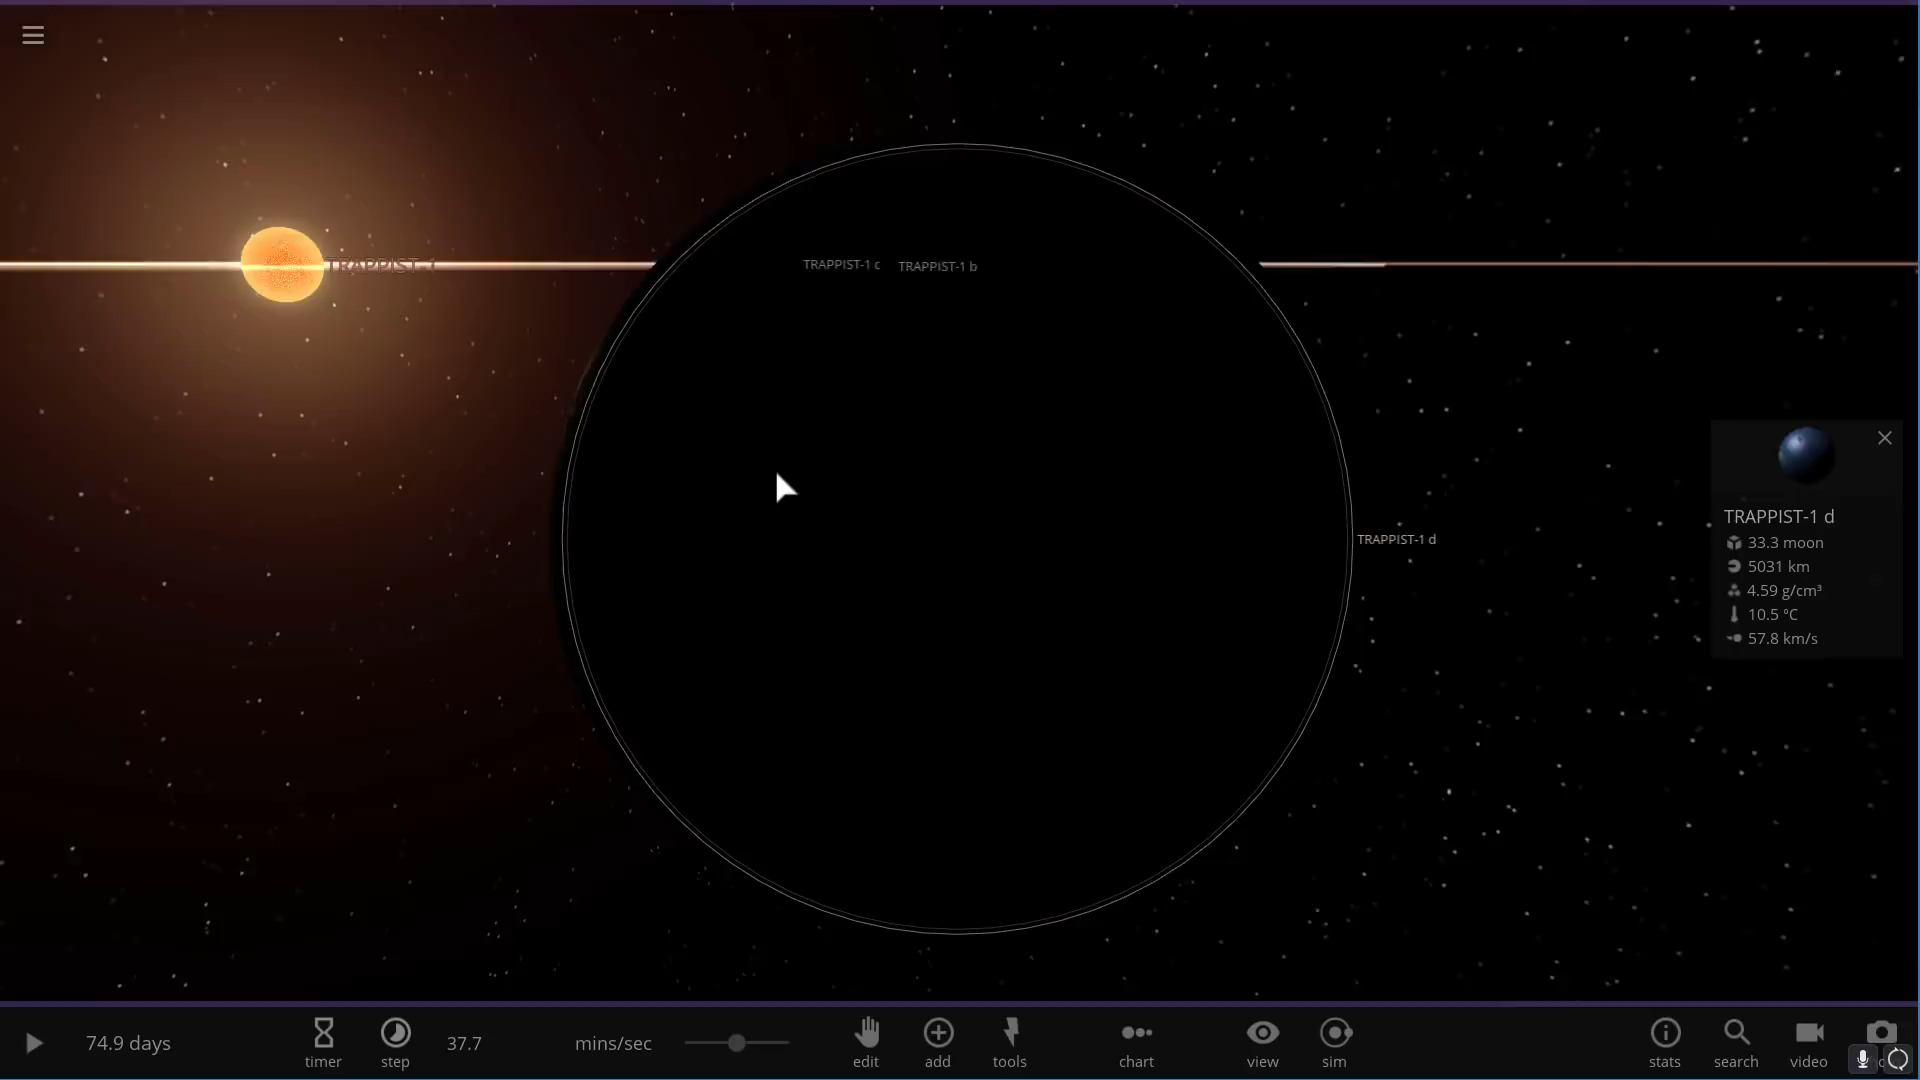 TRAPPIST-1
TRAPPIST-1 c
TRAPPIST-1 b
TRAPPIST-1 d
TRAPPIST-1 d
33.3 moon
5031 km
4.59 g/cm³
10.5 °C
57.8 km/s
74.9 days
timer
step
37.7
mins/sec
edit
add
tools
chart
view
sim
stats
search
video